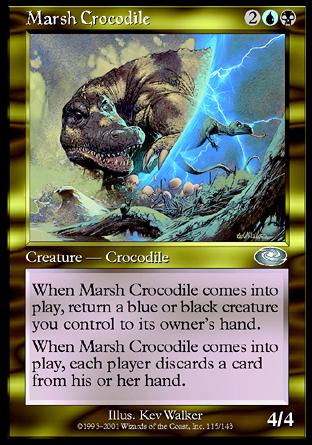 Marsh Crocodile 2
Creature — Crocodile
When Marsh Crocodile comes into
play, return a blue or black creature
you control to its owner's hand.
When Marsh Crocodile comes into
play, each player discards a card
from his or her hand.
Illus. Kev Walker
©1993–2001 Wizards of the Coast, Inc. 115/143
4/4